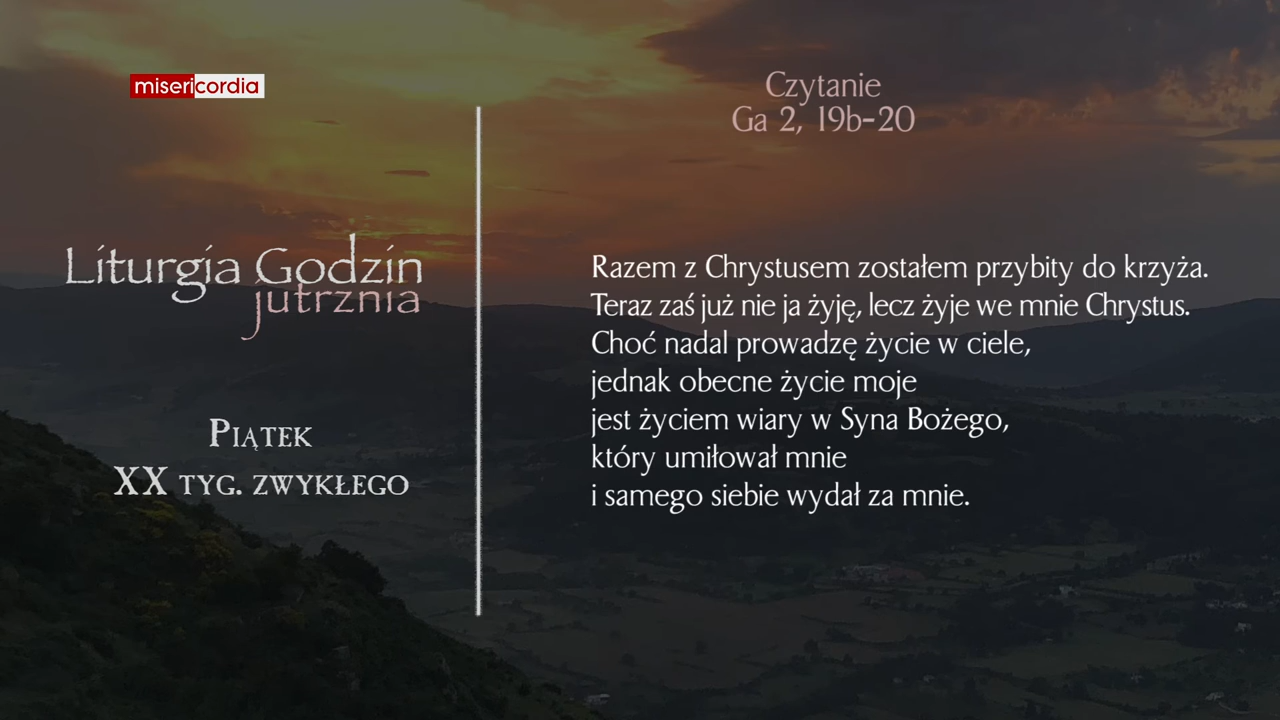 misericordia
Liturgia Godzin
jutrznia
Piątek
XX tyg. zwykłego
Czytanie
Ga 2, 19b-20
Razem z Chrystusem zostałem przybity do krzyża.
Teraz zaś już nie ja żyję, lecz żyje we mnie Chrystus.
Choć nadal prowadzę życie w ciele,
jednak obecne życie moje
jest życiem wiary w Syna Bożego,
który umiłował mnie
i samego siebie wydał za mnie.